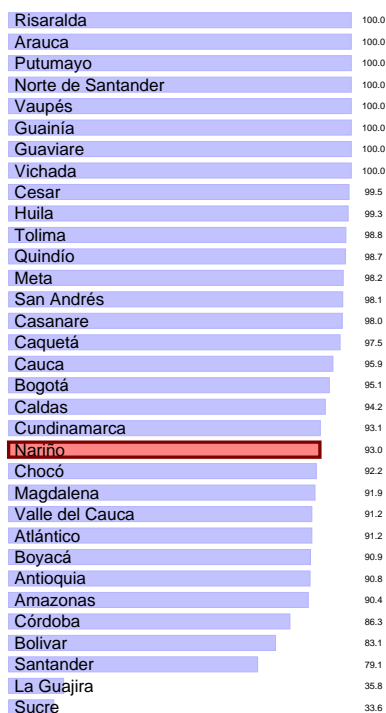 Risaralda 100.0
Arauca 100.0
Putumayo 100.0
Norte de Santander 100.0
Vaupés 100.0
Guainía 100.0
Guaviare 100.0
Vichada 100.0
Cesar 99.5
Huila 99.3
Tolima 98.8
Quindío 98.7
Meta 98.2
San Andrés 98.1
Casanare 98.0
Caquetá 97.5
Cauca 95.9
Bogotá 95.1
Caldas 94.2
Cundinamarca 93.1
Nariño 93.0
Chocó 92.2
Magdalena 91.9
Valle del Cauca 91.2
Atlántico 91.2
Boyacá 90.9
Antioquia 90.8
Amazonas 90.4
Córdoba 86.3
Bolivar 83.1
Santander 79.1
La Guajira 35.8
Sucre 33.6